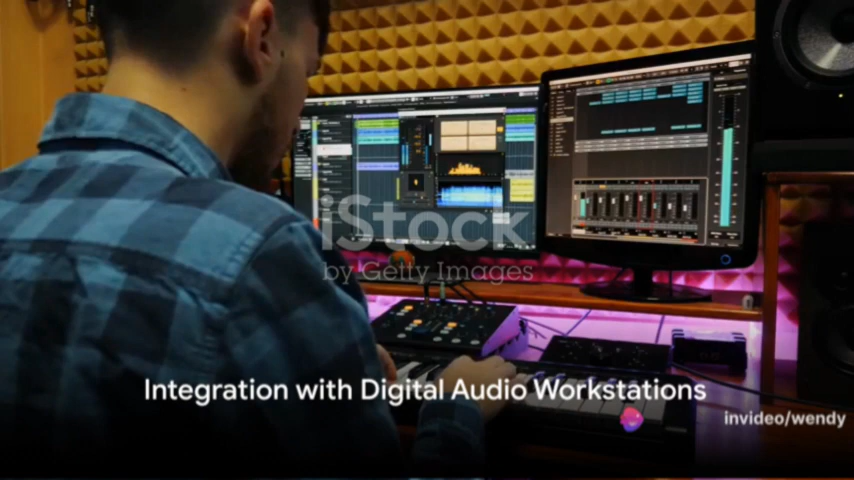 iStock
by Getty Images
Integration with Digital Audio Workstations
invideo/wendy